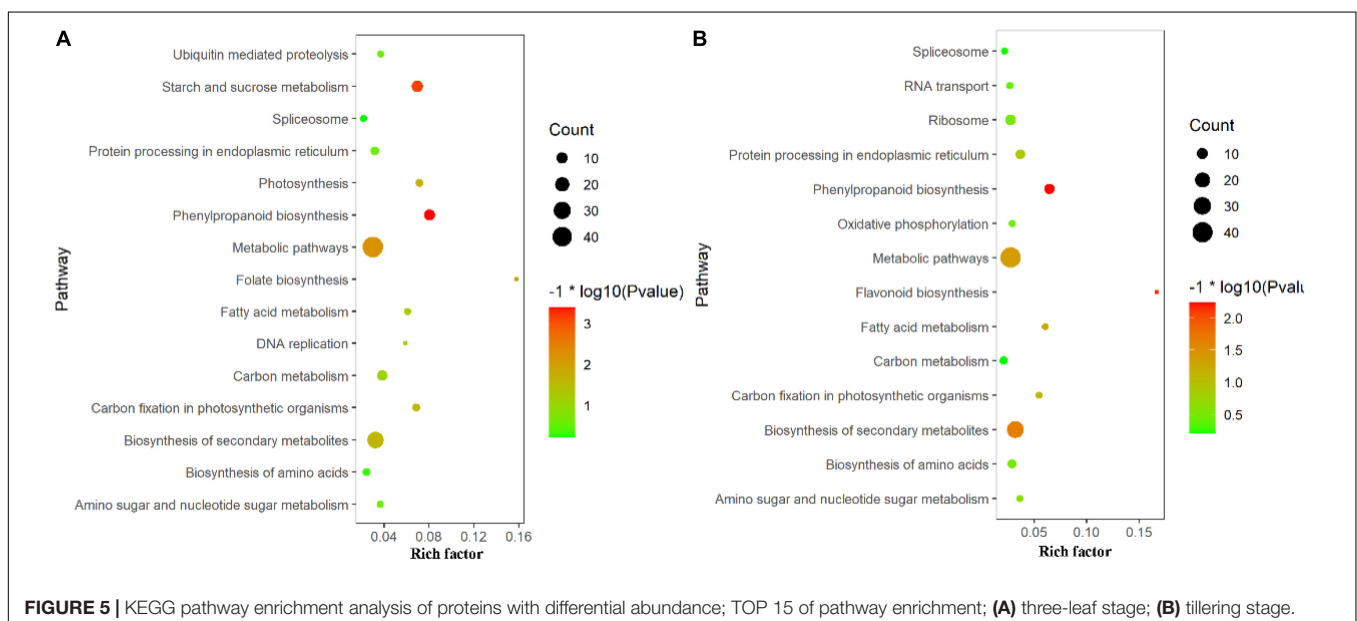 A
Pathway
Ubiquitin mediated proteolysis
Starch and sucrose metabolism
Spliceosome
Protein processing in endoplasmic reticulum
Photosynthesis
Phenylpropanoid biosynthesis
Metabolic pathways
Folate biosynthesis
Fatty acid metabolism
DNA replication
Carbon metabolism
Carbon fixation in photosynthetic organisms
Biosynthesis of secondary metabolites
Biosynthesis of amino acids
Amino sugar and nucleotide sugar metabolism
0.04 0.08 0.12 0.16
Rich factor
Count
10
20
30
40
-1 * log10(Pvalue)
3
2
1
B
Pathway
Spliceosome
RNA transport
Ribosome
Protein processing in endoplasmic reticulum
Phenylpropanoid biosynthesis
Oxidative phosphorylation
Metabolic pathways
Flavonoid biosynthesis
Fatty acid metabolism
Carbon metabolism
Carbon fixation in photosynthetic organisms
Biosynthesis of secondary metabolites
Biosynthesis of amino acids
Amino sugar and nucleotide sugar metabolism
0.05 0.10 0.15
Rich factor
Count
10
20
30
40
-1 * log10(Pvalu
2.0
1.5
1.0
0.5
FIGURE 5 | KEGG pathway enrichment analysis of proteins with differential abundance; TOP 15 of pathway enrichment; (A) three-leaf stage; (B) tillering stage.